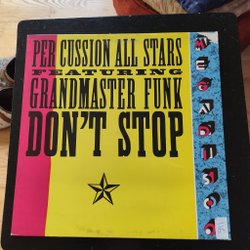 PER CUSSION ALL STARS
FEATURING
GRANDMASTER FUNK
DON'T STOP